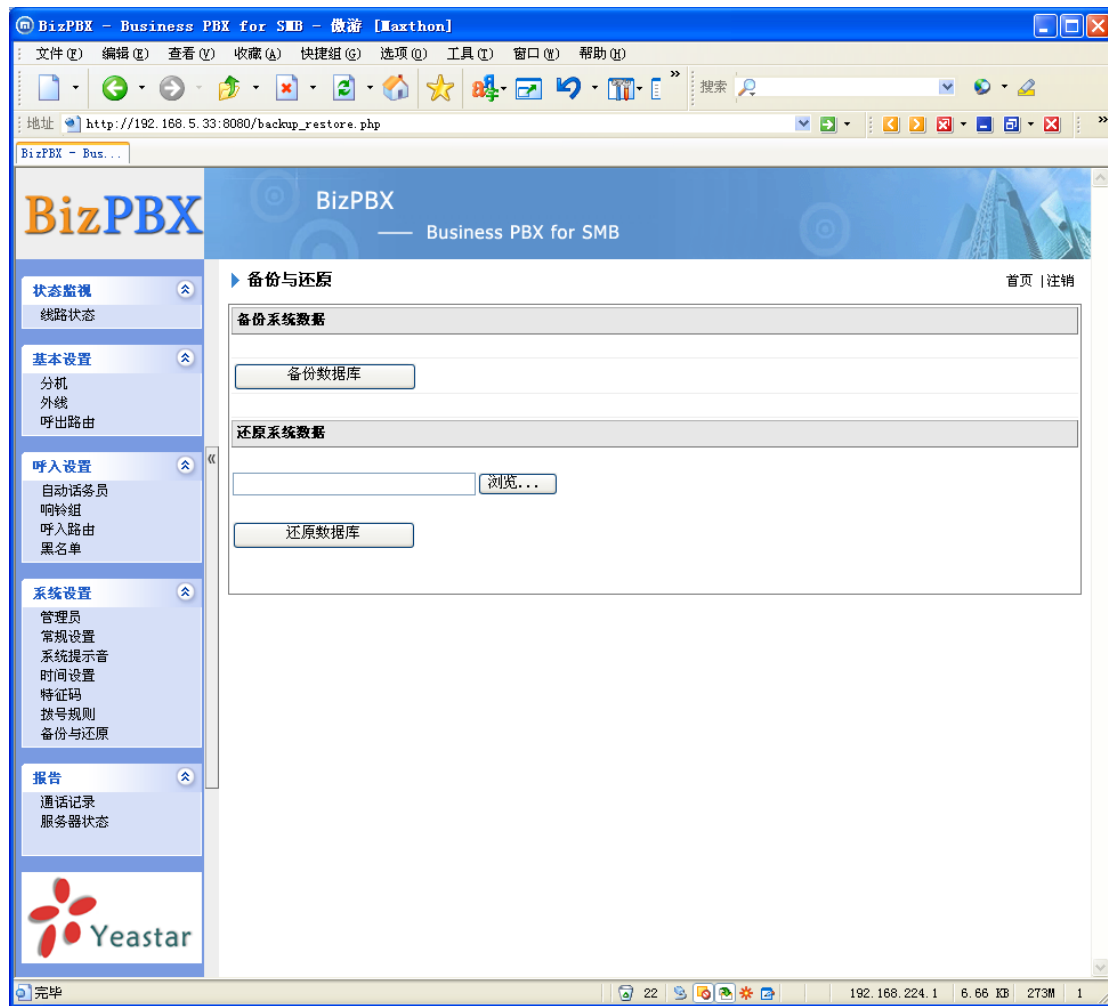 BizPBX - Business PBX for SMB - 傲游 [Maxthon]
文件(F) 编辑(E) 查看(V) 收藏(A) 快捷组(G) 选项(O) 工具(T) 窗口(W) 帮助(H)
搜索
地址 http://192.168.5.33:8080/backup_restore.php
BizPBX - Bus...
BizPBX
BizPBX
—— Business PBX for SMB
备份与还原
首页 |注销
状态监视
线路状态
基本设置
分机
外线
呼出路由
呼入设置
自动话务员
响铃组
呼入路由
黑名单
系统设置
管理员
常规设置
系统提示音
时间设置
特征码
拨号规则
备份与还原
报告
通话记录
服务器状态
Yeastar
备份系统数据
备份数据库
还原系统数据
浏览...
还原数据库
完毕 22 192.168.224.1 6.66 KB 273M 1